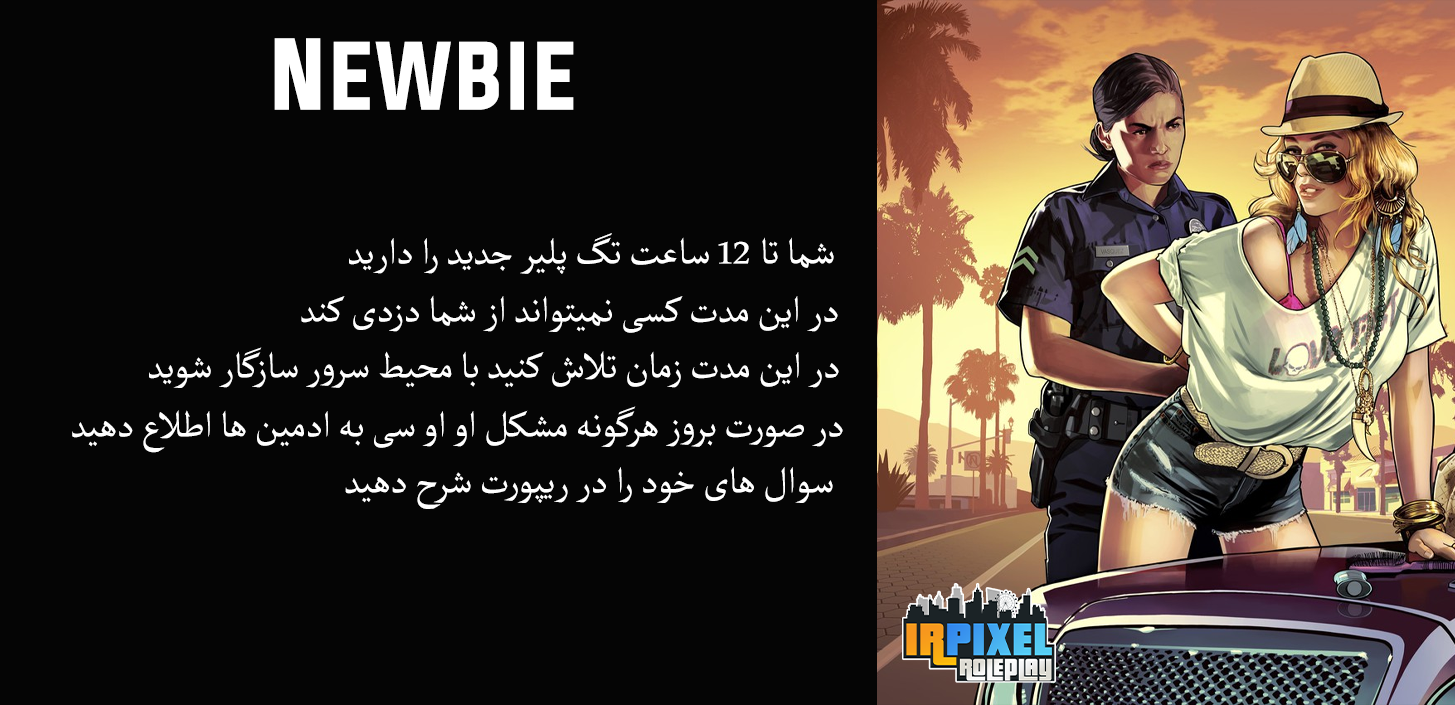 NEWBIE
شما تا 12 ساعت تگ پلیر جدید را دارید
در این مدت کسی نمیتواند از شما دزدی کند
در این مدت زمان تلاش کنید با محیط سرور سازگار شوید
در صورت بروز هرگونه مشکل او او سی به ادمین ها اطلاع دهید
سوال های خود را در ریپورت شرح دهید
IRPIXEL
ROLEPLAY